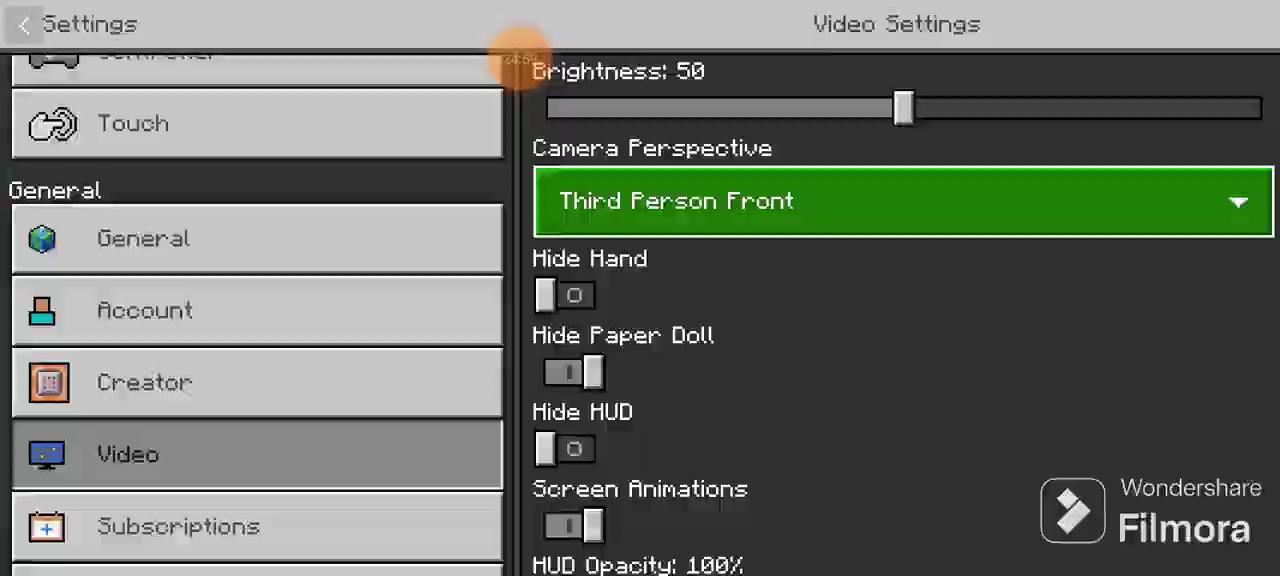 Settings
Video Settings
Touch
General
General
Account
Creator
Video
Subscriptions
Brightness: 50
Camera Perspective
Third Person Front
Hide Hand
Hide Paper Doll
Hide HUD
Screen Animations
HUD Opacity: 100%
Wondershare
Filmora